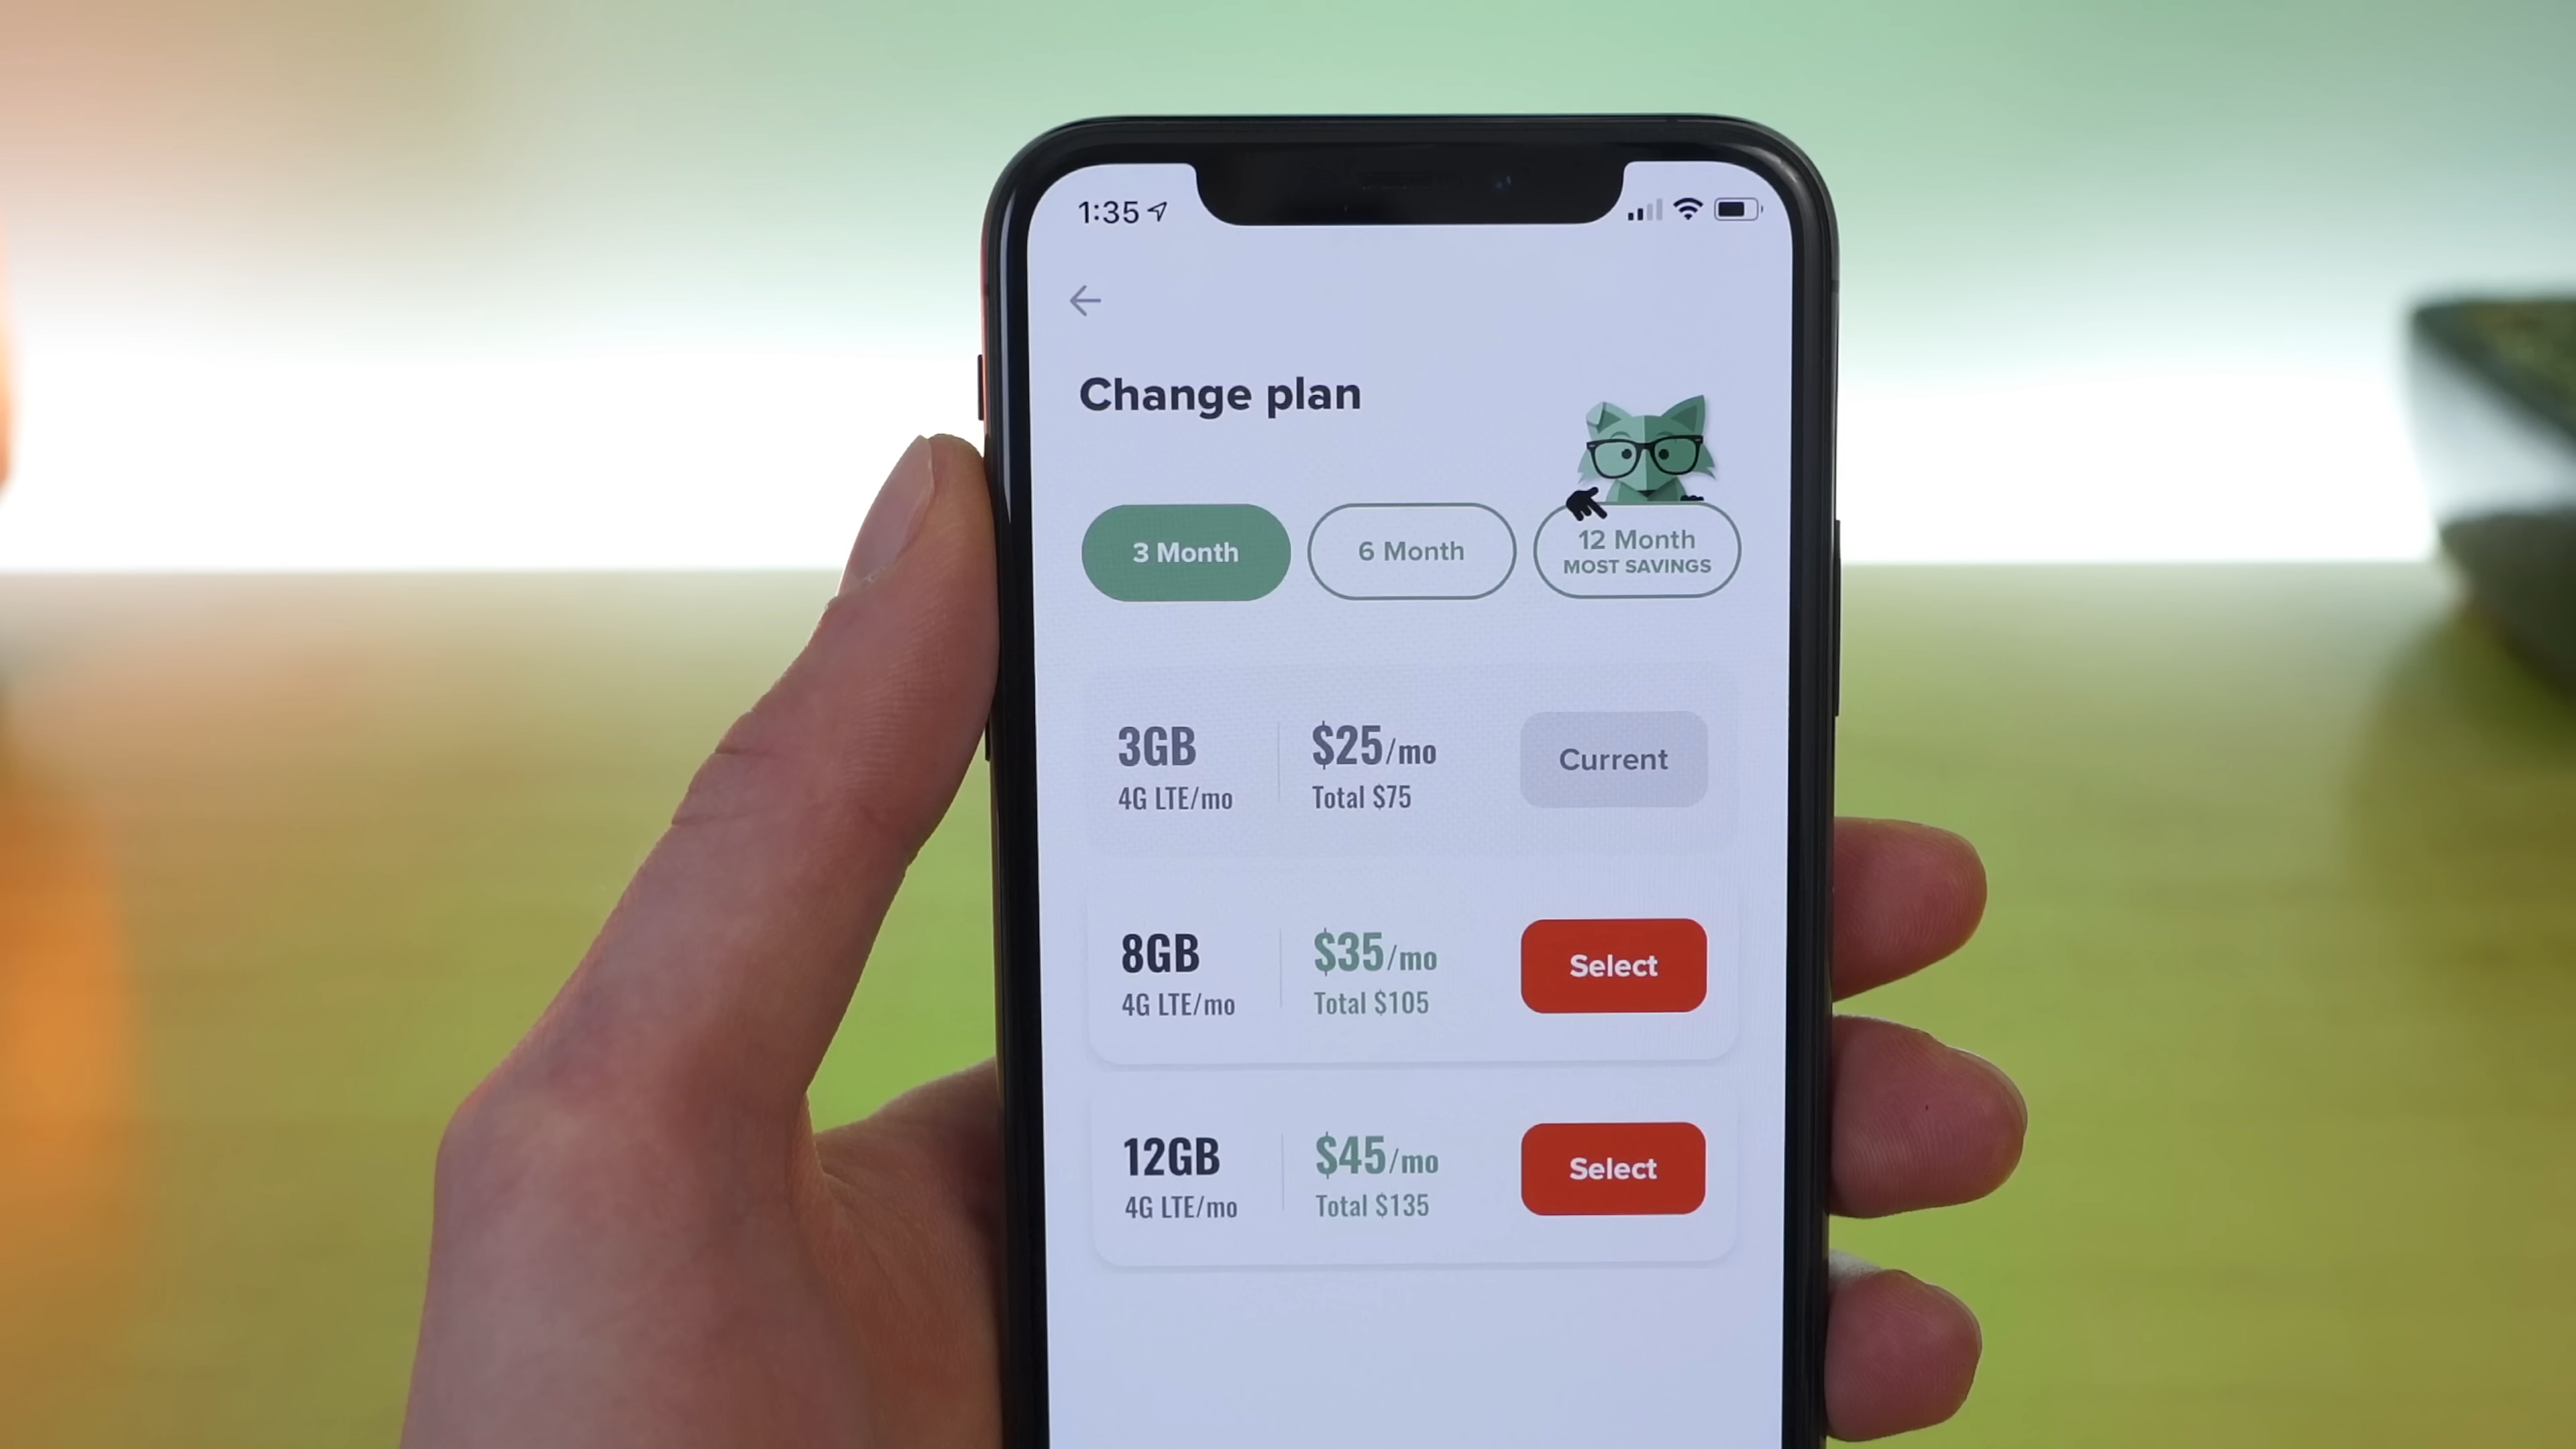 1:35
Change plan
3 Month
6 Month
12 Month
MOST SAVINGS
3GB
4G LTE/mo
$25/mo
Total $75
Current
8GB
4G LTE/mo
$35/mo
Total $105
Select
12GB
4G LTE/mo
$45/mo
Total $135
Select